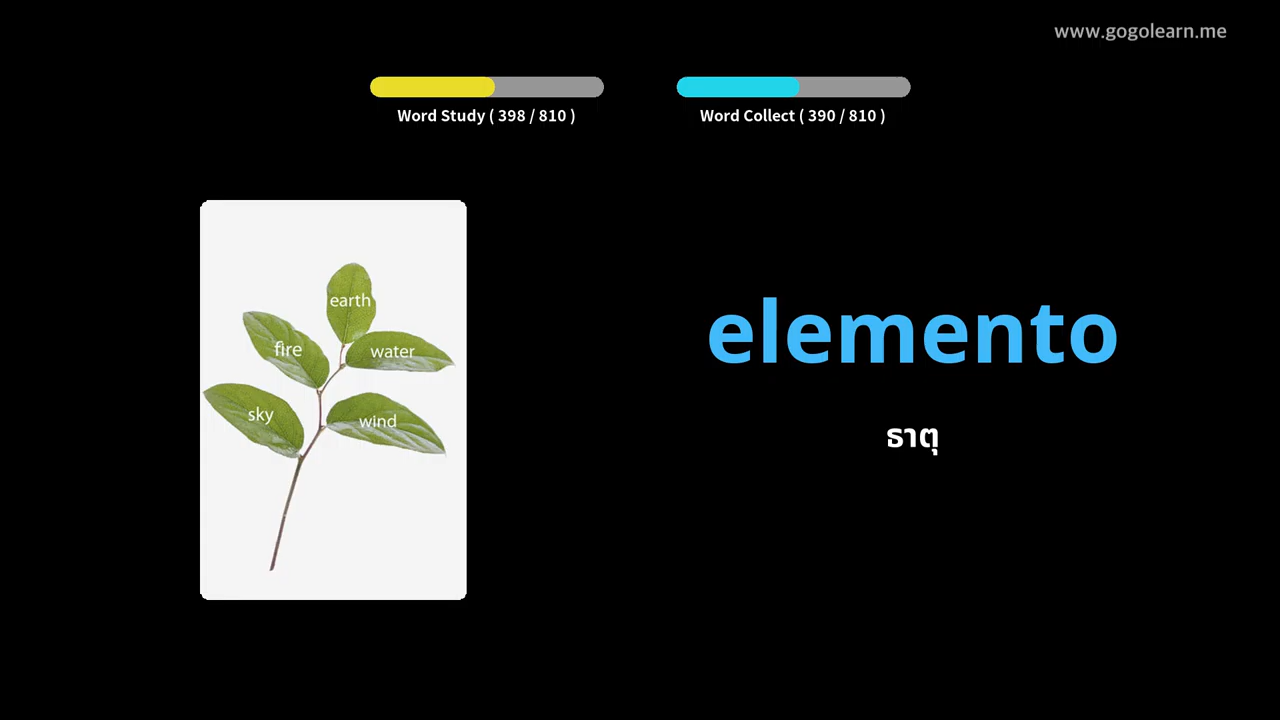 www.gogolearn.me
Word Study ( 398 / 810 )
Word Collect ( 390 / 810 )
earth
fire
water
sky
wind
elemento
ธาตุ